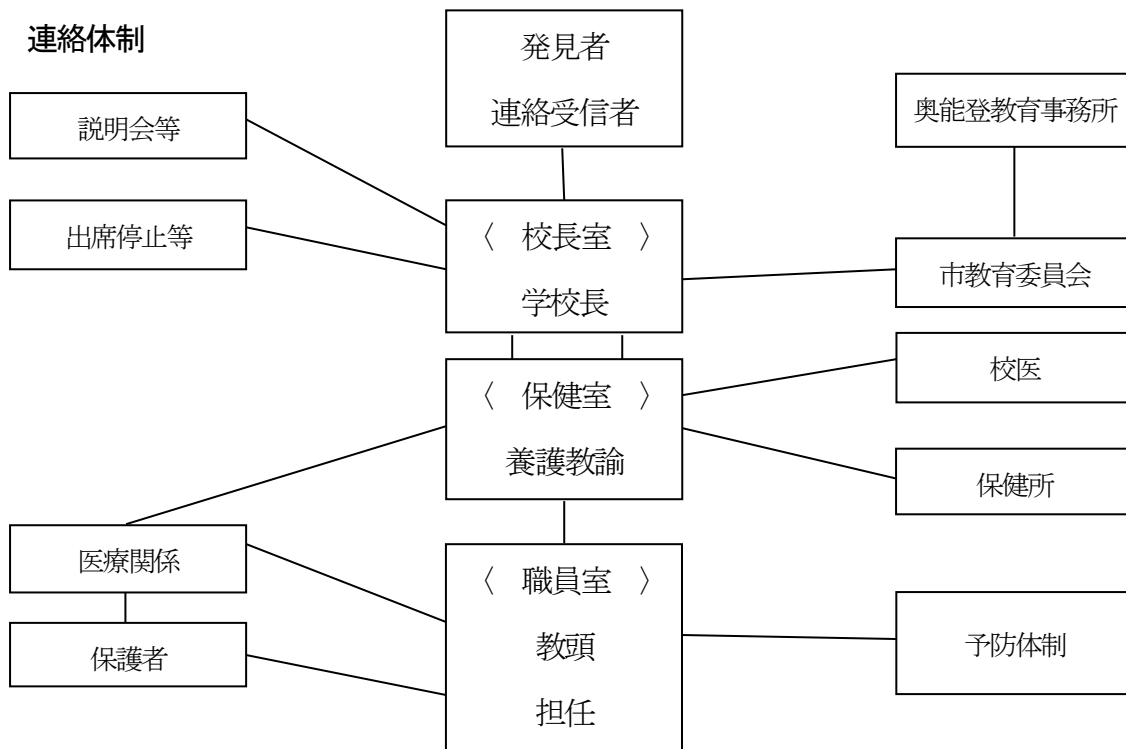 連絡体制
発見者
連絡受信者
説明会等
出席停止等
〈　校長室　〉
学校長
奥能登教育事務所
市教育委員会
〈　保健室　〉
養護教諭
校医
保健所
医療関係
保護者
〈　職員室　〉
教頭
担任
予防体制